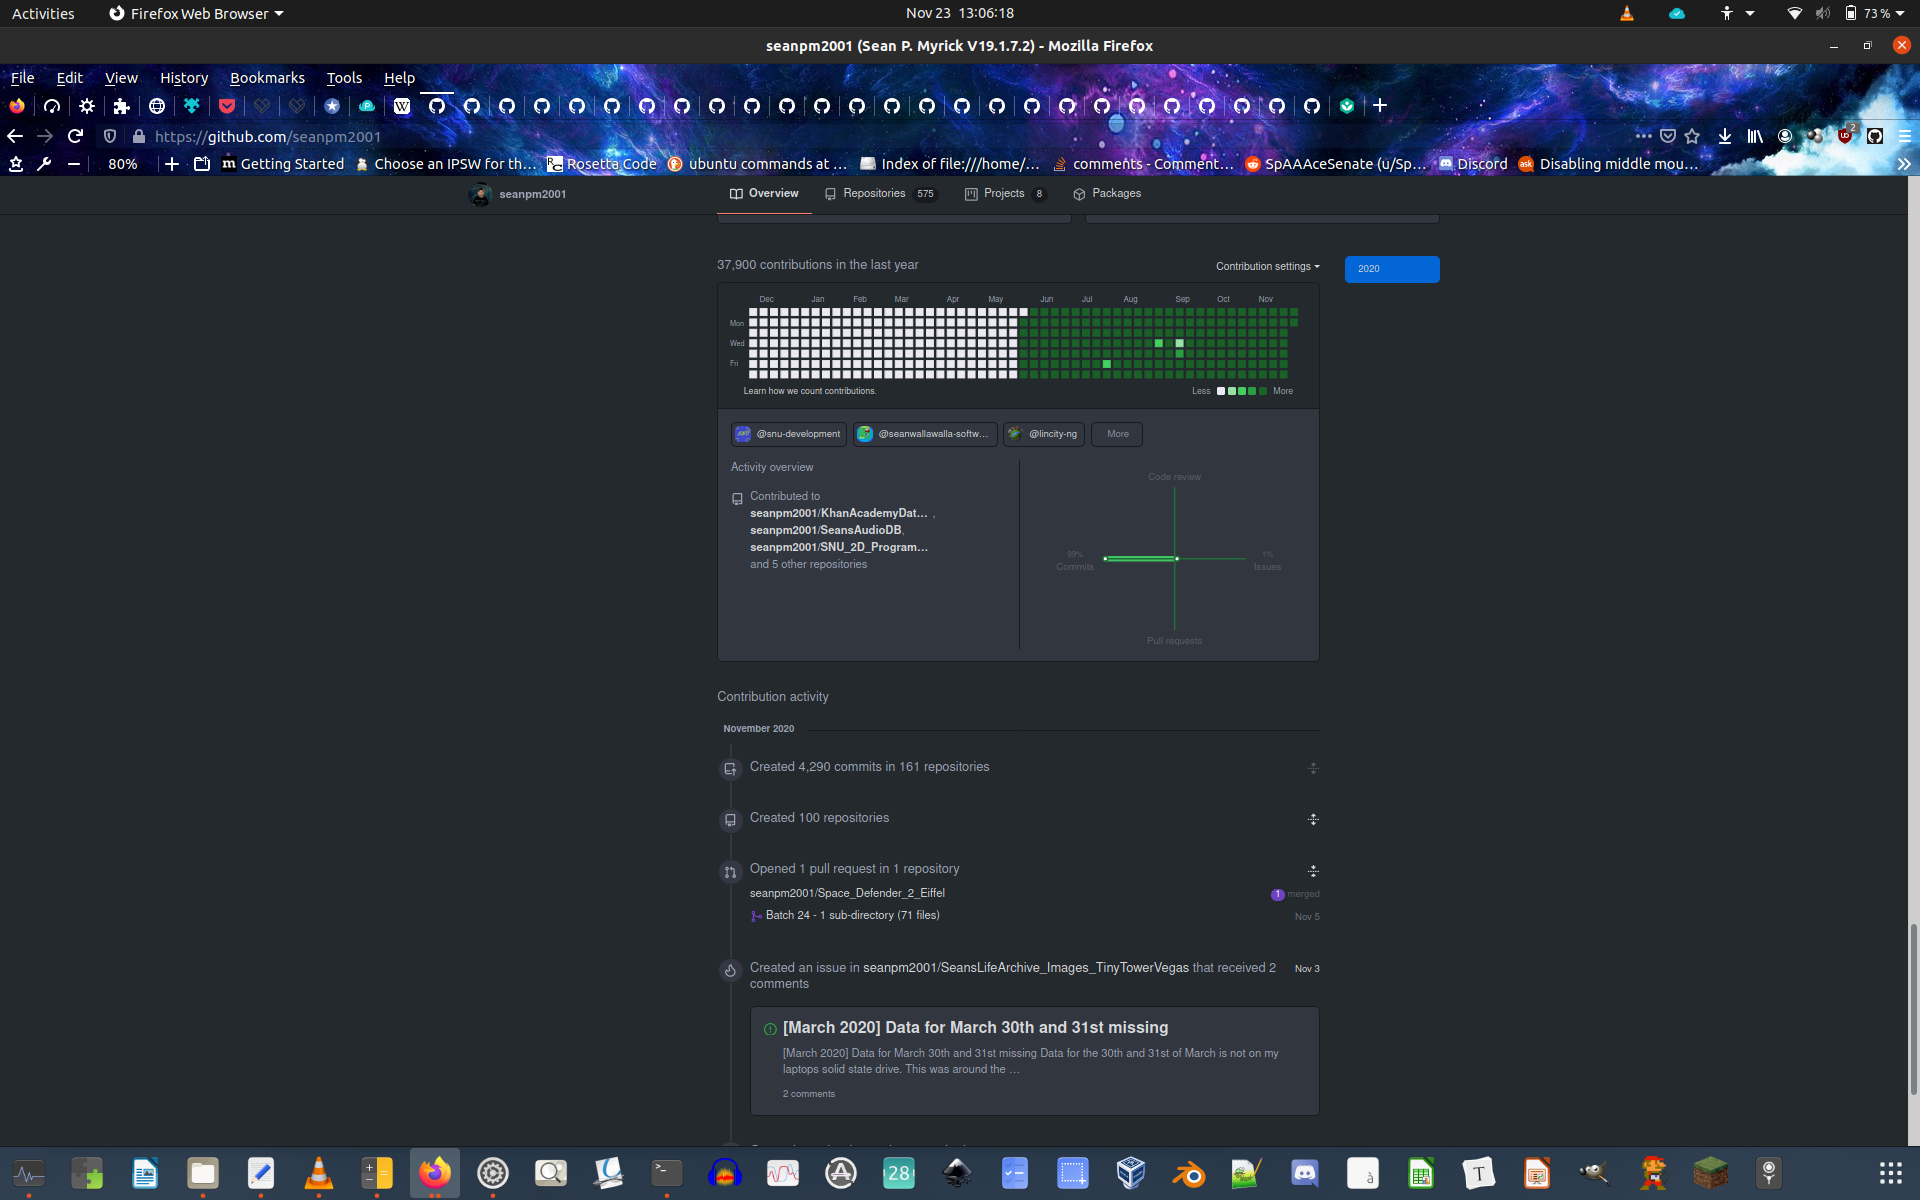 Activities Firefox Web Browser Nov 23 13:06:18 73 %
seanpm2001 (Sean P. Myrick V19.1.7.2) - Mozilla Firefox
File Edit View History Bookmarks Tools Help
https://github.com/seanpm2001 2
80% Getting Started Choose an IPSW for th… Rosetta Code ubuntu commands at … Index of file:///home/… comments - Comment… SpAAAceSenate (u/Sp… Discord Disabling middle mou…
seanpm2001 Overview Repositories 575 Projects 8 Packages
37,900 contributions in the last year Contribution settings 2020
Dec Jan Feb Mar Apr May Jun Jul Aug Sep Oct Nov
Mon
Wed
Fri
Learn how we count contributions. Less More
@snu-development @seanwallawalla-softw… @lincity-ng More
Activity overview
Code review
Contributed to
seanpm2001/KhanAcademyDat… ,
seanpm2001/SeansAudioDB,
seanpm2001/SNU_2D_Program…
and 5 other repositories
99% 1%
Commits Issues
Pull requests
Contribution activity
November 2020
Created 4,290 commits in 161 repositories
Created 100 repositories
Opened 1 pull request in 1 repository
seanpm2001/Space_Defender_2_Eiffel 1 merged
Batch 24 - 1 sub-directory (71 files) Nov 5
Created an issue in seanpm2001/SeansLifeArchive_Images_TinyTowerVegas that received 2 Nov 3
comments
[March 2020] Data for March 30th and 31st missing
[March 2020] Data for March 30th and 31st missing Data for the 30th and 31st of March is not on my
laptops solid state drive. This was around the …
2 comments
28